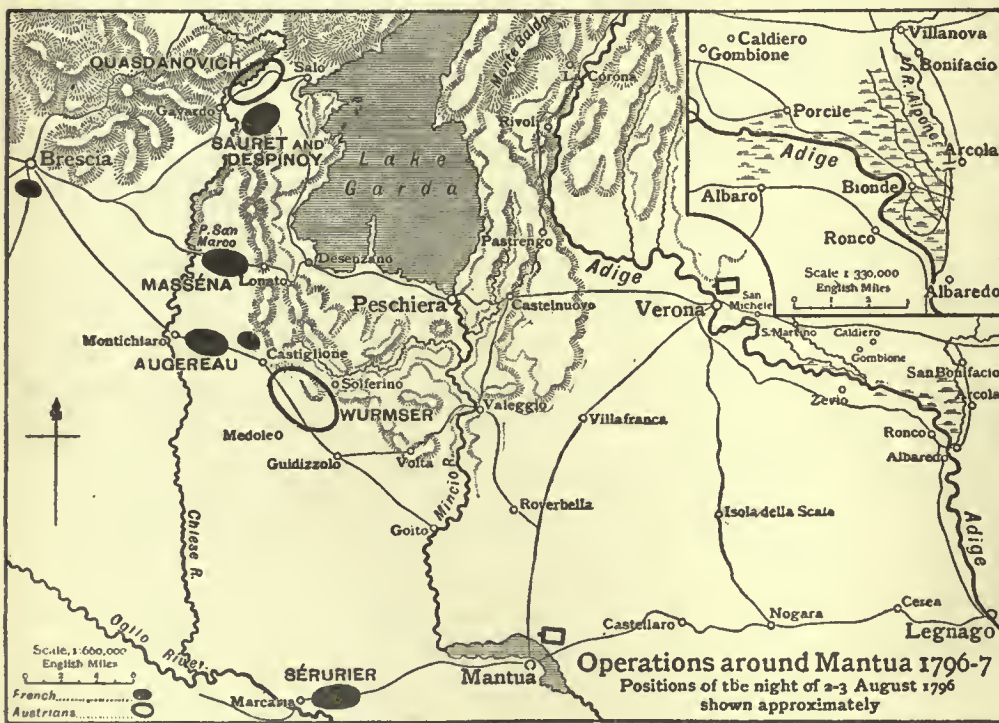 QUASDANOVICH
Salo
Gavardo
SAURET AND
DESPINOY
Brescia
Monte Baldo
La Corona
Rivoli
Lake
Garda
P. San
Marco
MASSÉNA
Lonato
Desenzano
Pastrengo
Adige
Peschiera
Castelnuovo
Verona
San
Michele
S. Martino
Caldiero
Gombione
San Bonifacio
Arcola
Zevio
Ronco
Albaredo
Adige
Montichiaro
AUGEREAU
Castiglione
Solferino
WURMSER
Valeggio
Villafranca
Medole
Guidizzolo
Volta
Mincio R.
Goito
Roverbella
Isola della Scala
Chiese R.
Oglio
River
Castellaro
Nogara
Cerea
Legnago
Mantua
SÉRURIER
Marcaria
Scale, 1:660,000
English Miles
French
Austrians
Operations around Mantua 1796-7
Positions of the night of 2-3 August 1796
shown approximately
Villanova
Caldiero
Gombione
S. Bonifacio
R. Alpone
Porcile
Arcola
Adige
Albaro
Bionde
Ronco
Albaredo
Scale 1:330,000
English Miles